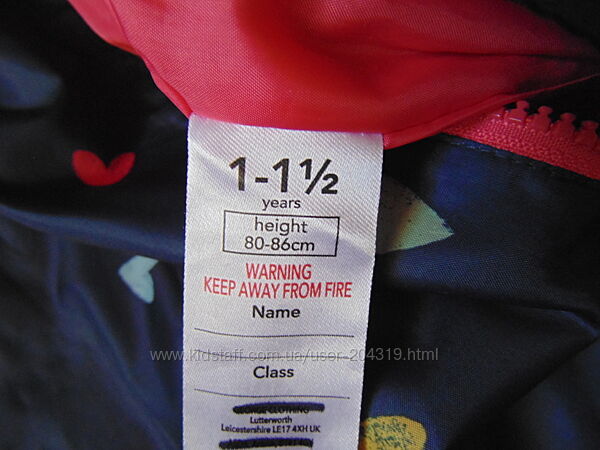 1-1½
years
height
80-86cm
WARNING
KEEP AWAY FROM FIRE
Name
www.kidstaff.com.ua/user-204319.html
Class
CLOTHING
Lutterworth
Leicestershire LE17 4XH UK